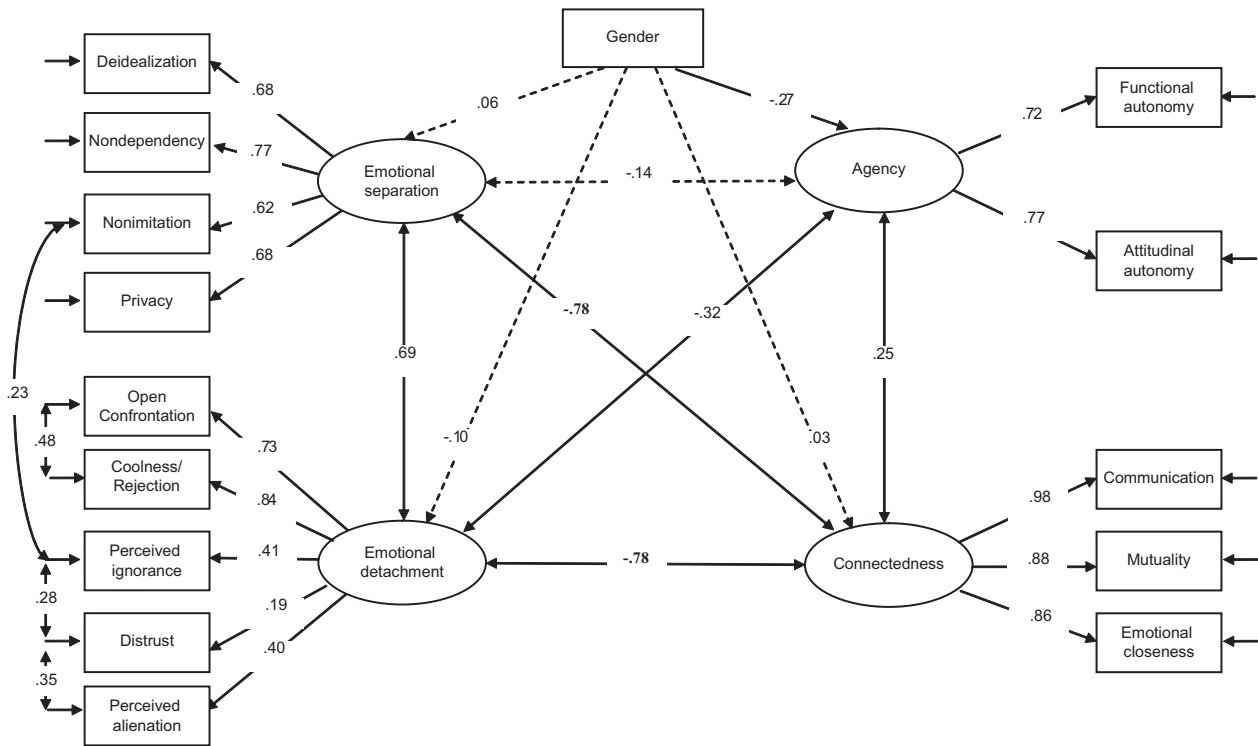 Gender
Deidealization
Functional
autonomy
.68
.06
-.27
.72
Nondependency
.77
Emotional
separation
-.14
Agency
Nonimitation
.62
.77
.68
Attitudinal
autonomy
Privacy
-.78
-.32
.69
.25
.23
Open
Confrontation
.48
.73
-.10
.03
Coolness/
Rejection
.84
Communication
.98
Perceived
ignorance
.41
Emotional
detachment
-.78
Connectedness
.88
Mutuality
.28
.19
.86
Distrust
.40
Emotional
closeness
.35
Perceived
alienation